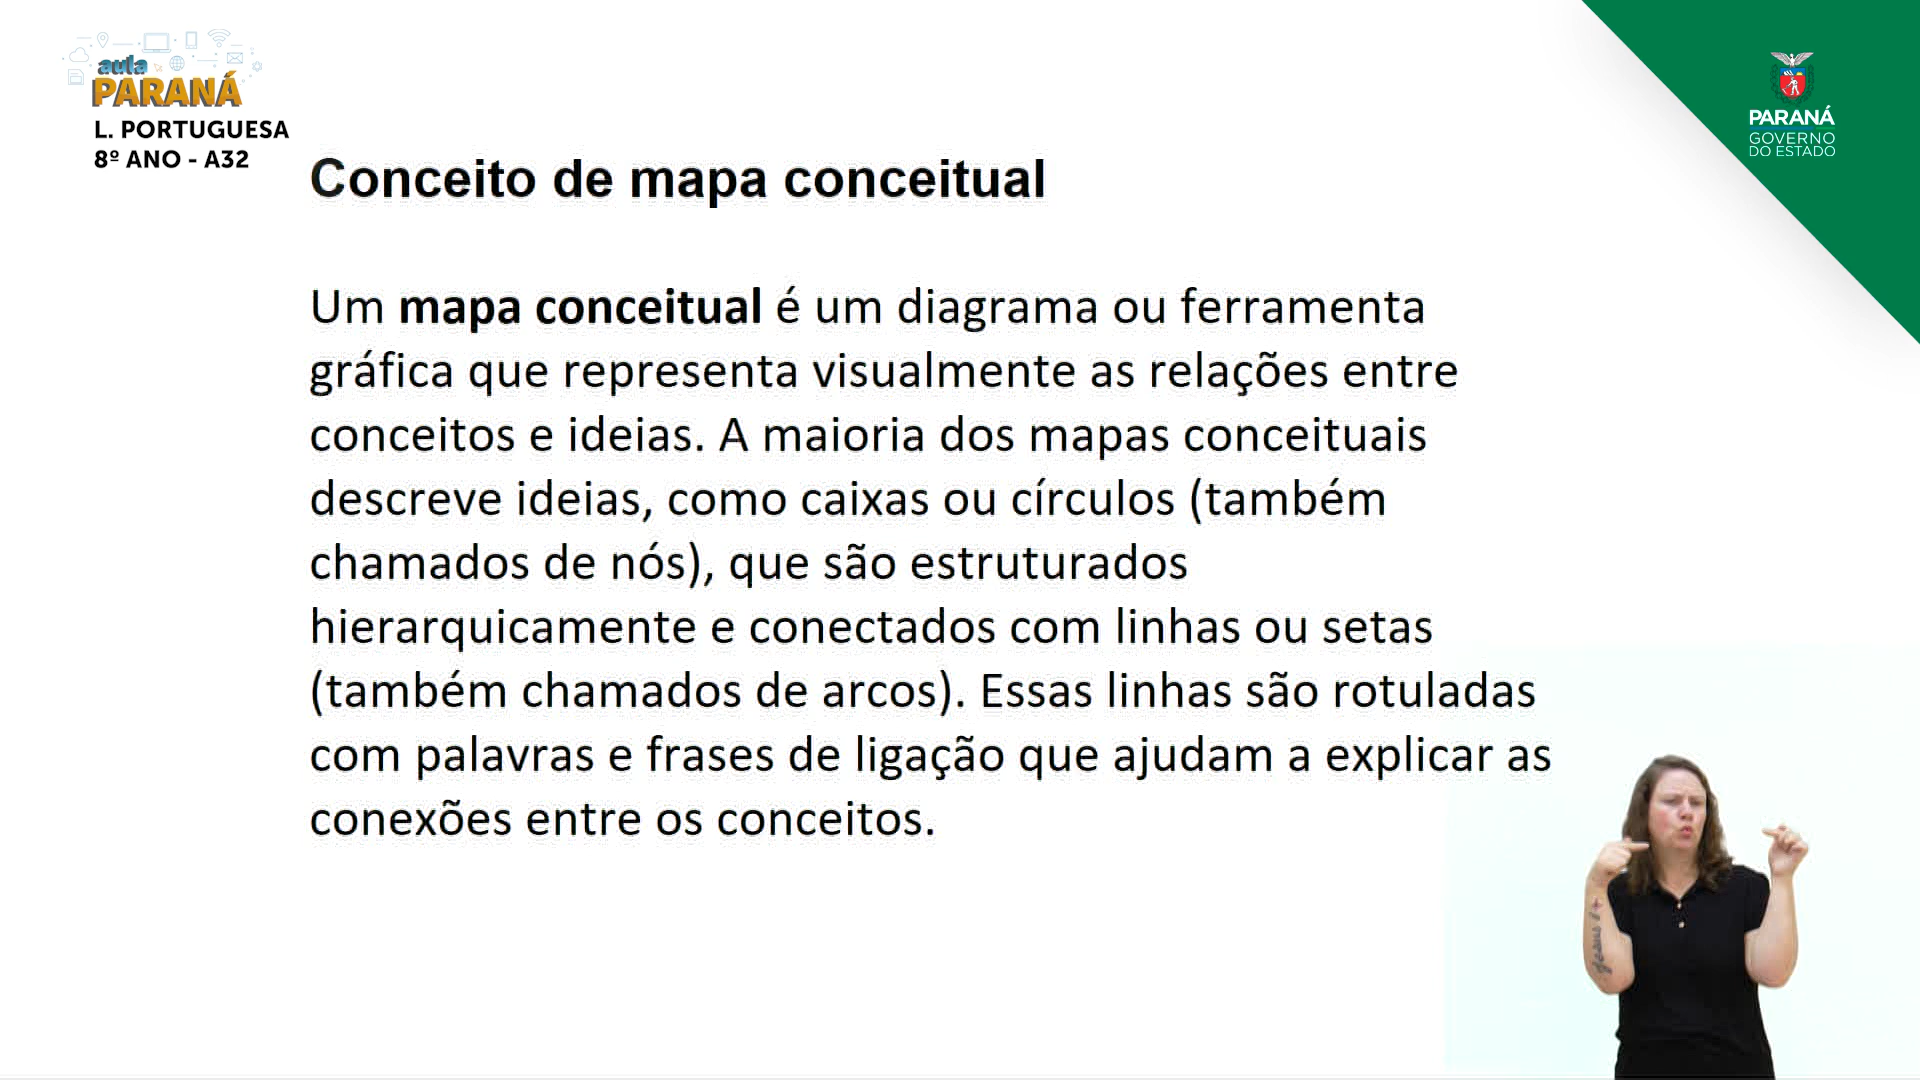 aula
PARANÁ
L. PORTUGUESA
8º ANO - A32
PARANÁ
GOVERNO
DO ESTADO
Conceito de mapa conceitual
Um mapa conceitual é um diagrama ou ferramenta
gráfica que representa visualmente as relações entre
conceitos e ideias. A maioria dos mapas conceituais
descreve ideias, como caixas ou círculos (também
chamados de nós), que são estruturados
hierarquicamente e conectados com linhas ou setas
(também chamados de arcos). Essas linhas são rotuladas
com palavras e frases de ligação que ajudam a explicar as
conexões entre os conceitos.
Jesus